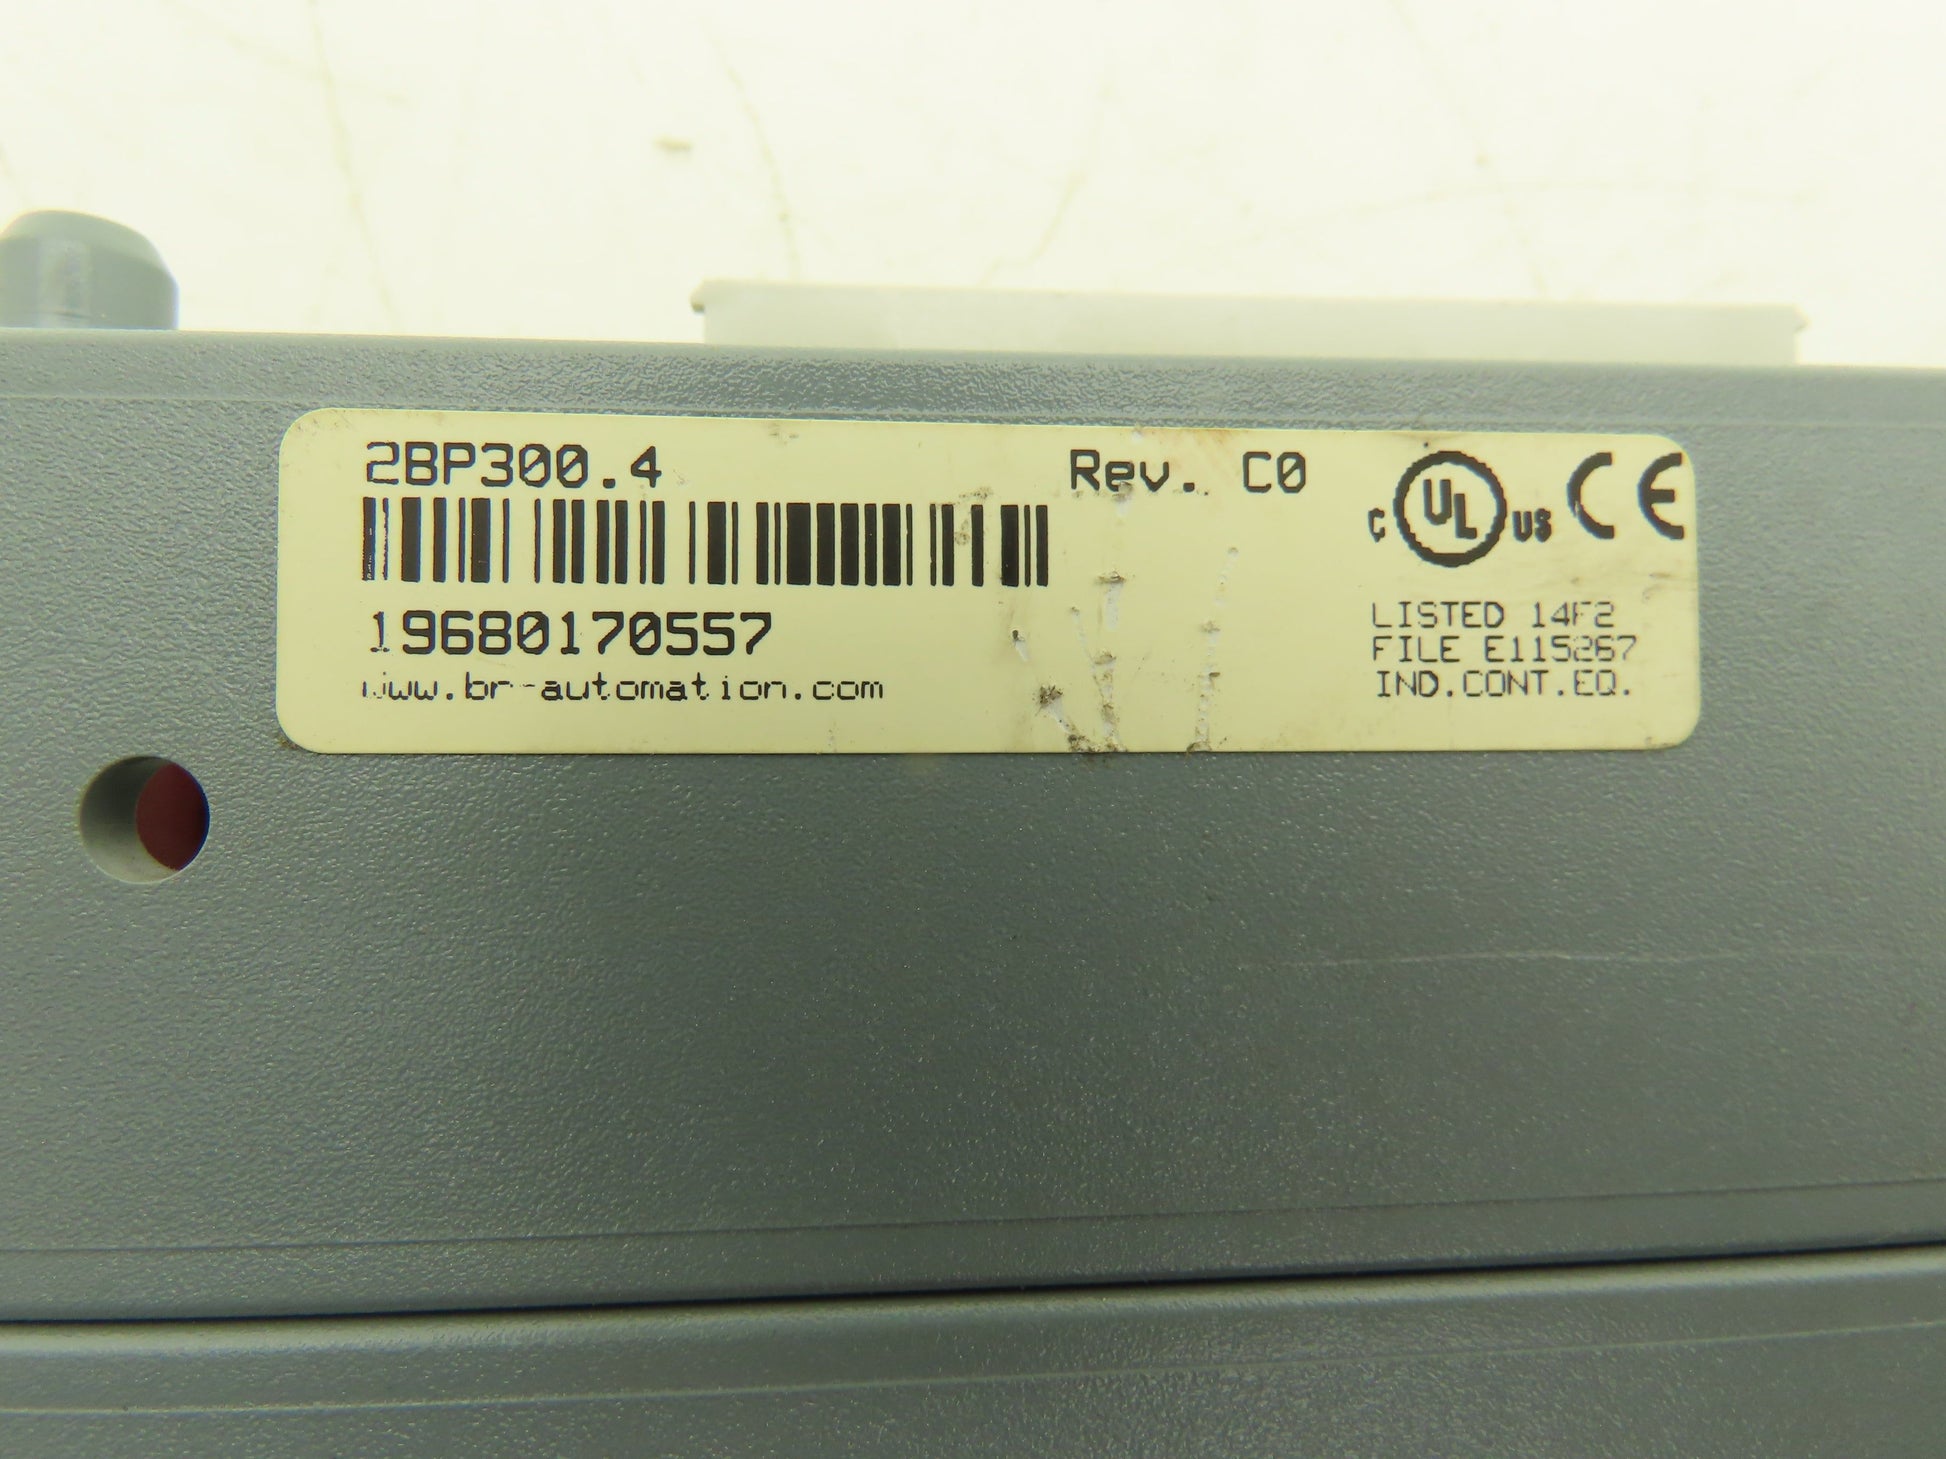 2BP300.4
Rev. C0
19680170557
www.br-automation.com
C UL US CE
LISTED 14F2
FILE E115267
IND.CONT.EQ.